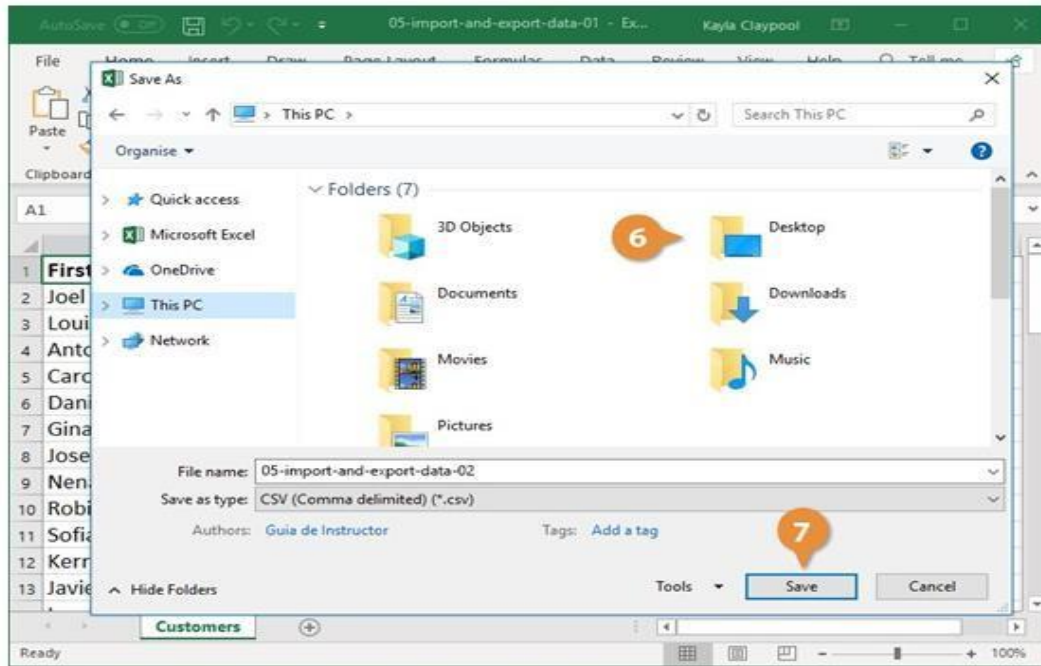 AutoSave Off 05-import-and-export-data-01 - Ex... Kayla Claypool
File Home Insert Draw Page Layout Formulas Data Review View Help Tell me
Save As
Paste
This PC
Search This PC
Organise
Clipboard
A1
Quick access
Microsoft Excel
OneDrive
This PC
Network
Folders (7)
3D Objects
6
Desktop
Documents
Downloads
Movies
Music
Pictures
1 First
2 Joel
3 Loui
4 Anto
5 Caro
6 Dani
7 Gina
8 Jose
9 Nen
10 Robi
11 Sofia
12 Kerr
13 Javie
File name: 05-import-and-export-data-02
Save as type: CSV (Comma delimited) (*.csv)
Authors: Guia de Instructor Tags: Add a tag
7
Hide Folders
Tools Save Cancel
Customers
Ready
100%